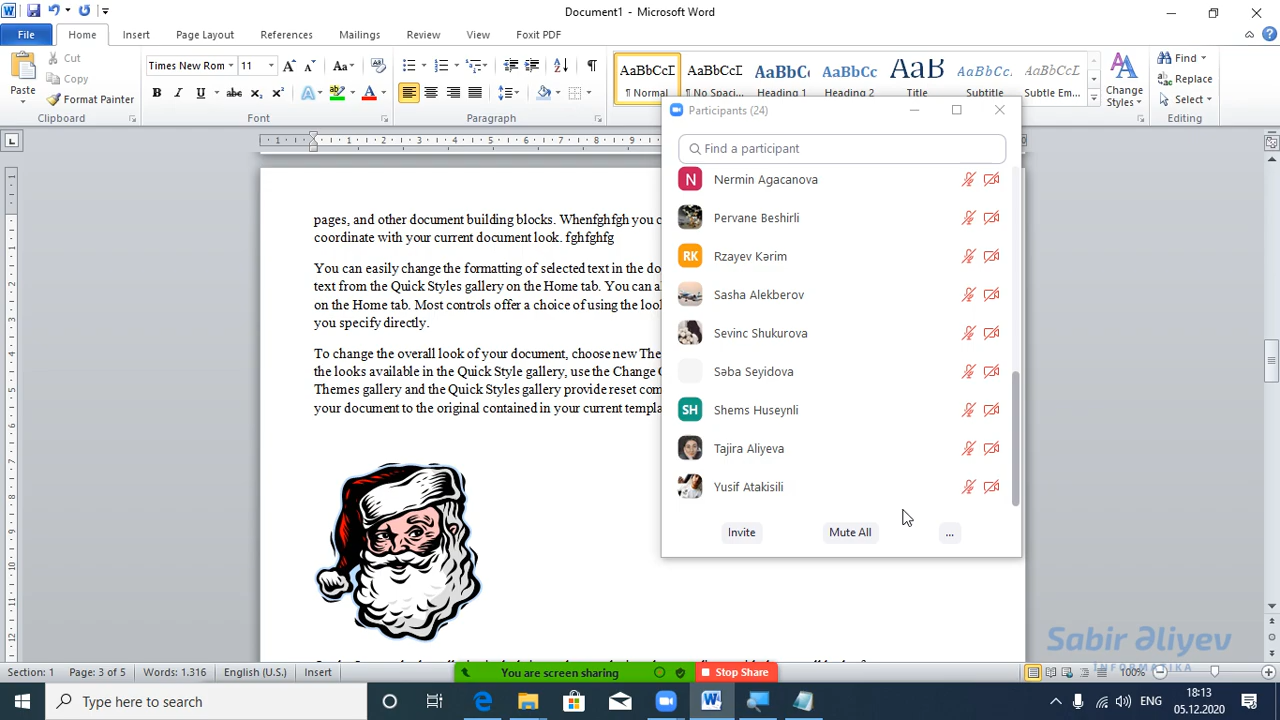 Document1 - Microsoft Word
File Home Insert Page Layout References Mailings Review View Foxit PDF
Paste
Cut
Copy
Format Painter
Clipboard
Times New Rom 11
Font
Paragraph
AaBbCcI
¶ Normal
AaBbCcI
¶ No Spaci...
AaBbCc
Heading 1
AaBbCc
Heading 2
AaB
Title
AaBbCcI
Subtitle
AaBbCcI
Subtle Em...
Change
Styles
Find
Replace
Select
Editing
Participants (24)
Find a participant
N Nermin Agacanova
Pervane Beshirli
RK Rzayev Kərim
Sasha Alekberov
Sevinc Shukurova
Səba Seyidova
SH Shems Huseynli
Tajira Aliyeva
Yusif Atakisili
Invite Mute All ...
pages, and other document building blocks. Whenfghfgh you c
coordinate with your current document look. fghfghfg
You can easily change the formatting of selected text in the do
text from the Quick Styles gallery on the Home tab. You can a
on the Home tab. Most controls offer a choice of using the loo
you specify directly.
To change the overall look of your document, choose new The
the looks available in the Quick Style gallery, use the Change
Themes gallery and the Quick Styles gallery provide reset com
your document to the original contained in your current templa
Sabir Əliyev
INFORMATIKA
Section: 1 Page: 3 of 5 Words: 1.316 English (U.S.) Insert
You are screen sharing Stop Share
100%
Type here to search
ENG
18:13
05.12.2020